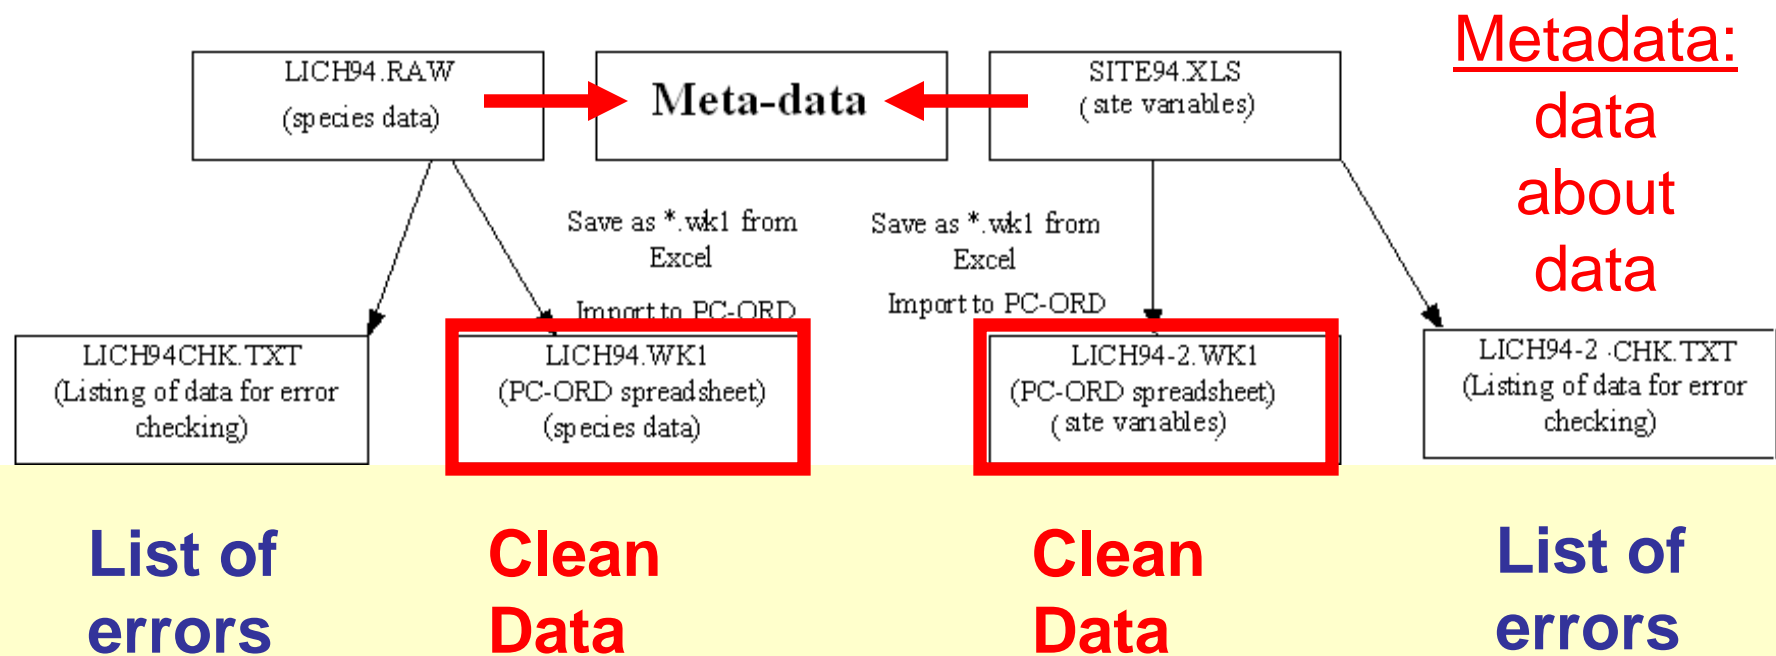 LICH94.RAW
(species data)
Meta-data
SITE94.XLS
( site variables)
Metadata:
data
about
data
Save as *.wk1 from
Excel
Import to PC-ORD
Save as *.wk1 from
Excel
Import to PC-ORD
LICH94CHK.TXT
(Listing of data for error
checking)
LICH94.WK1
(PC-ORD spreadsheet)
(species data)
LICH94-2.WK1
(PC-ORD spreadsheet)
( site variables)
LICH94-2 .CHK.TXT
(Listing of data for error
checking)
List of
errors
Clean
Data
Clean
Data
List of
errors